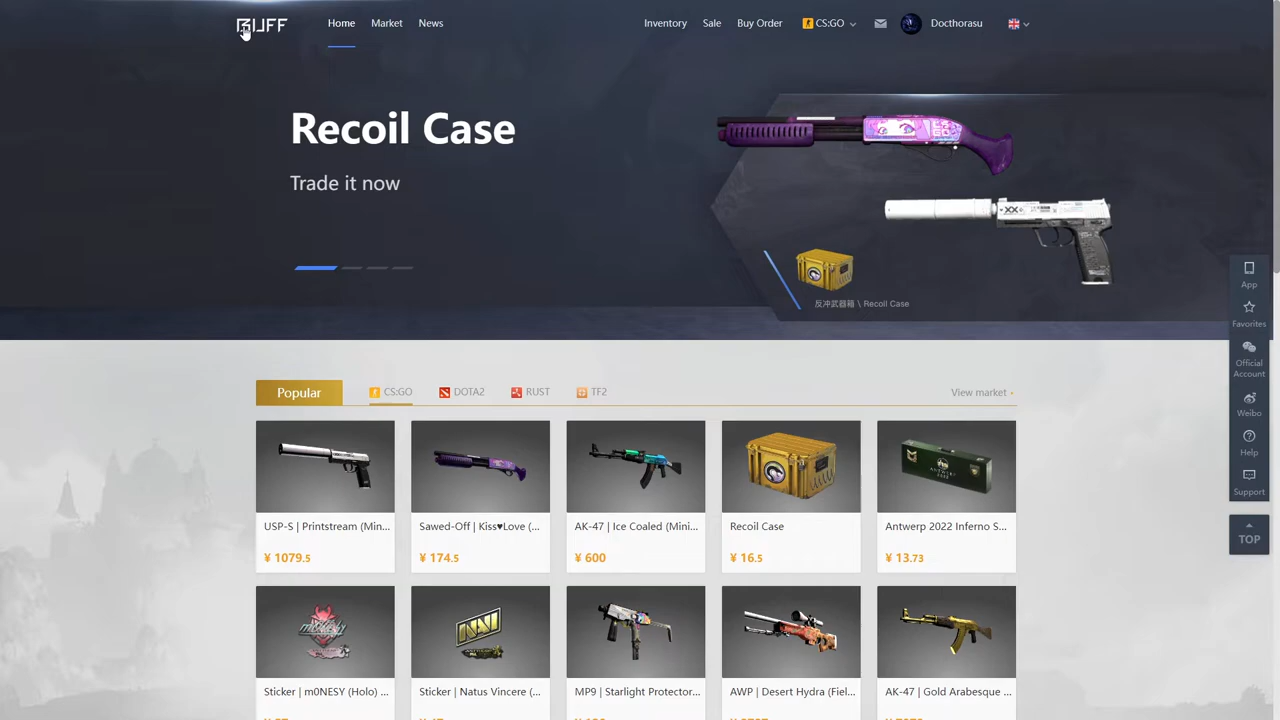 BUFF
Home
Market
News
Inventory
Sale
Buy Order
CS:GO
Docthorasu
Recoil Case
Trade it now
反冲武器箱 \ Recoil Case
App
Favorites
Official
Account
Weibo
Help
Support
TOP
Popular
CS:GO
DOTA2
RUST
TF2
View market
USP-S | Printstream (Min...
Sawed-Off | Kiss♥Love (...
AK-47 | Ice Coaled (Mini...
Recoil Case
Antwerp 2022 Inferno S...
¥ 1079.5
¥ 174.5
¥ 600
¥ 16.5
¥ 13.73
Sticker | m0NESY (Holo) ...
Sticker | Natus Vincere (...
MP9 | Starlight Protector...
AWP | Desert Hydra (Fiel...
AK-47 | Gold Arabesque ...